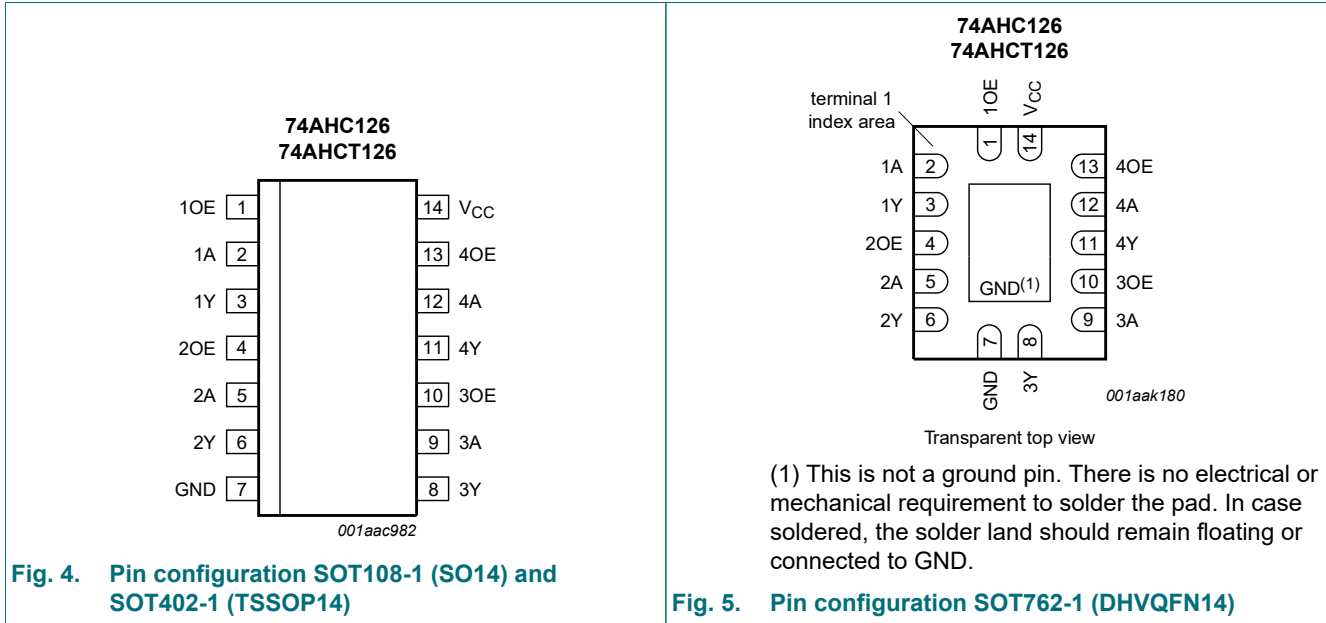 74AHC126
74AHCT126
1OE 1
14 VCC
1A 2
13 4OE
1Y 3
12 4A
2OE 4
11 4Y
2A 5
10 3OE
2Y 6
9 3A
GND 7
8 3Y
001aac982
Fig. 4. Pin configuration SOT108-1 (SO14) and
SOT402-1 (TSSOP14)
74AHC126
74AHCT126
terminal 1
index area
1OE
VCC
1
14
1A 2
13 4OE
1Y 3
12 4A
2OE 4
11 4Y
2A 5
10 3OE
GND(1)
2Y 6
9 3A
7
8
GND
3Y
001aak180
Transparent top view
(1) This is not a ground pin. There is no electrical or
mechanical requirement to solder the pad. In case
soldered, the solder land should remain floating or
connected to GND.
Fig. 5. Pin configuration SOT762-1 (DHVQFN14)